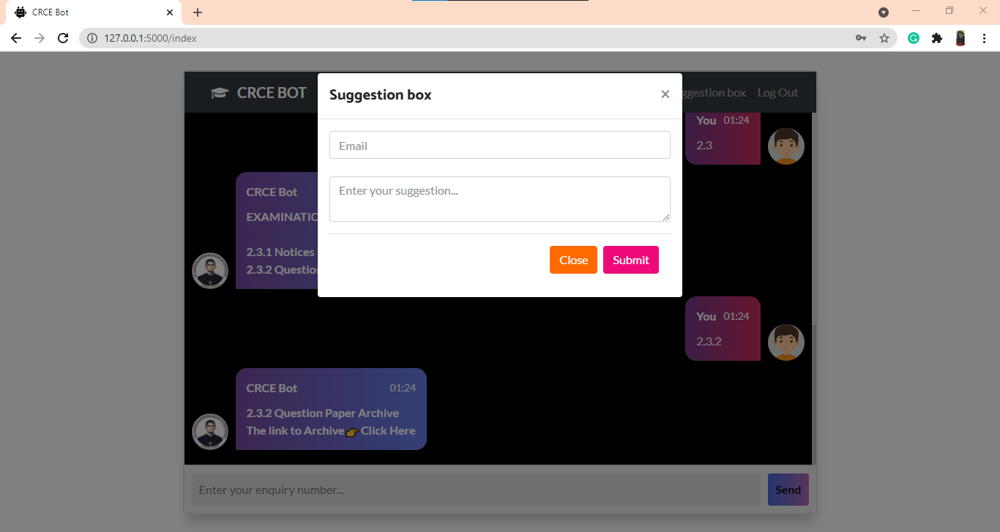 CRCE Bot
127.0.0.1:5000/index
CRCE BOT
ggestion box Log Out
Suggestion box
×
Email
Enter your suggestion...
Close Submit
You 01:24
2.3
CRCE Bot
EXAMINATIO
2.3.1 Notices
2.3.2 Question
You 01:24
2.3.2
CRCE Bot 01:24
2.3.2 Question Paper Archive
The link to Archive👉Click Here
Enter your enquiry number...
Send